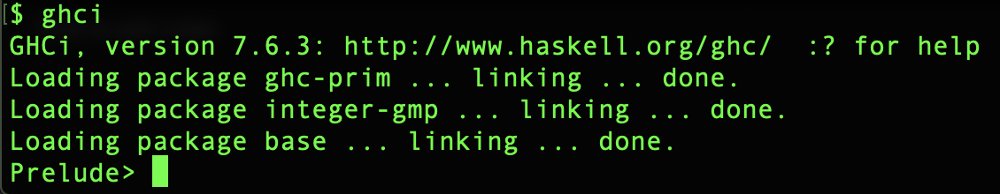 [$ ghci
GHCi, version 7.6.3: http://www.haskell.org/ghc/  :? for help
Loading package ghc-prim ... linking ... done.
Loading package integer-gmp ... linking ... done.
Loading package base ... linking ... done.
Prelude>